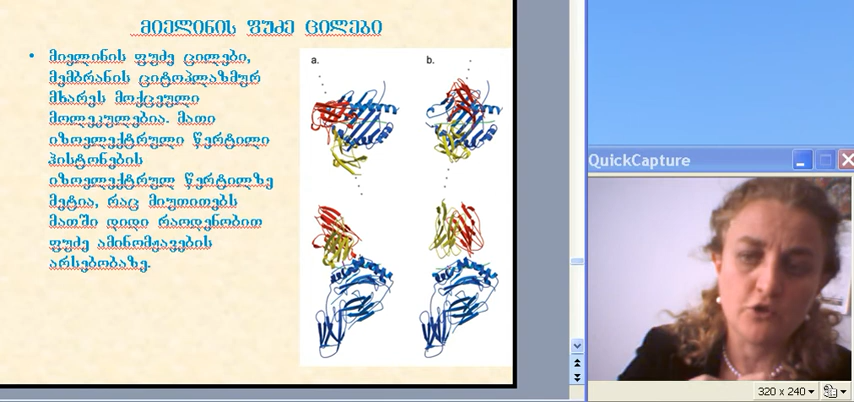 მიელინის ფუძე ცილები
• მიელინის ფუძე ცილები,
მემბრანის ციტოპლაზმურ
მხარეს მოქცეული
მოლეკულებია. მათი
იზოელექტრული წერტილი
ჰისტონების
იზოელექტრულ წერტილზე
მეტია, რაც მიუთითებს
მათში დიდი რაოდენობით
ფუძე ამინომჟავების
არსებობაზე.
a. b.
QuickCapture
320 x 240